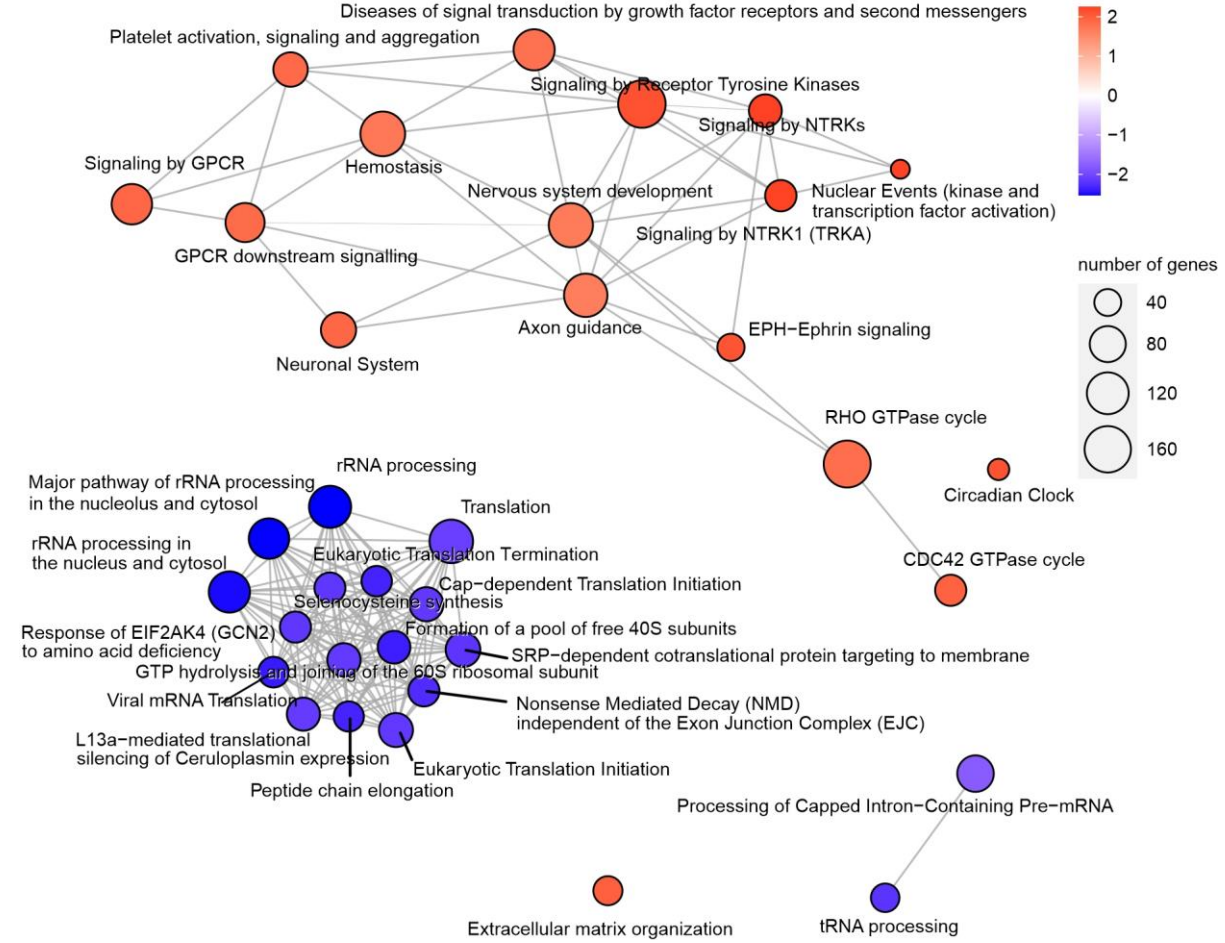 Diseases of signal transduction by growth factor receptors and second messengers
Platelet activation, signaling and aggregation
Signaling by Receptor Tyrosine Kinases
Signaling by NTRKs
Signaling by GPCR
Hemostasis
Nervous system development
Nuclear Events (kinase and
transcription factor activation)
Signaling by NTRK1 (TRKA)
GPCR downstream signalling
Axon guidance
EPH−Ephrin signaling
Neuronal System
RHO GTPase cycle
Circadian Clock
CDC42 GTPase cycle
2
1
0
−1
−2
number of genes
40
80
120
160
rRNA processing
Major pathway of rRNA processing
in the nucleolus and cytosol
Translation
rRNA processing in
the nucleus and cytosol
Eukaryotic Translation Termination
Cap−dependent Translation Initiation
Selenocysteine synthesis
Response of EIF2AK4 (GCN2)
to amino acid deficiency
Formation of a pool of free 40S subunits
SRP−dependent cotranslational protein targeting to membrane
GTP hydrolysis and joining of the 60S ribosomal subunit
Viral mRNA Translation
Nonsense Mediated Decay (NMD)
independent of the Exon Junction Complex (EJC)
L13a−mediated translational
silencing of Ceruloplasmin expression
Eukaryotic Translation Initiation
Peptide chain elongation
Processing of Capped Intron−Containing Pre−mRNA
Extracellular matrix organization
tRNA processing